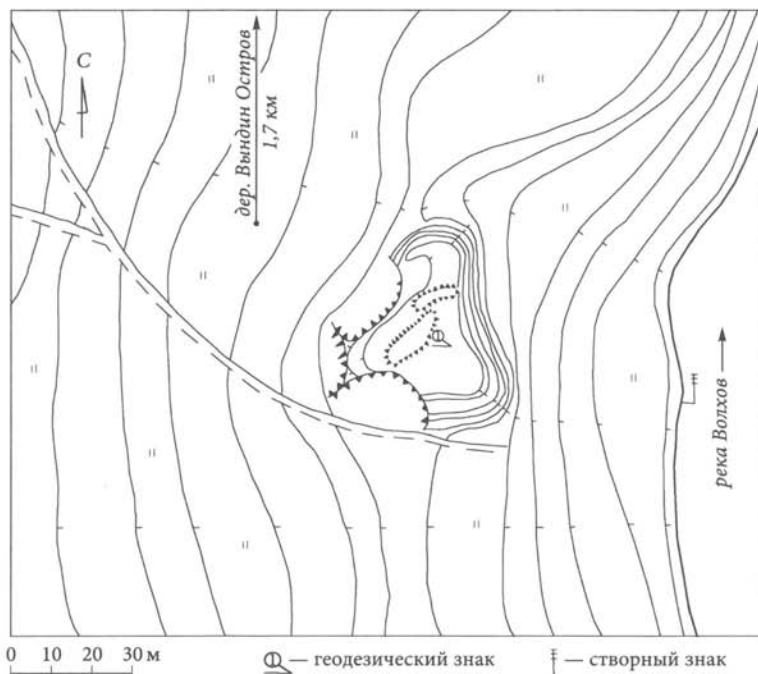 С
дер. Вындин Остров
1,7 км
река Волхов
0 10 20 30 м
— геодезический знак
— створный знак